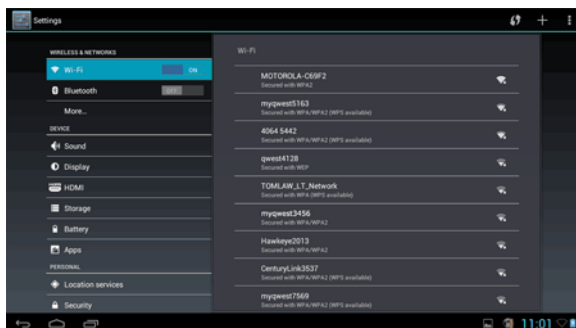 Settings
WIRELESS & NETWORKS
Wi-Fi ON
Bluetooth OFF
More...
DEVICE
Sound
Display
HDMI
Storage
Battery
Apps
PERSONAL
Location services
Security
Wi-Fi
MOTOROLA-C69F2
Secured with WPA2
myqwest5163
Secured with WPA/WPA2 (WPS available)
4064 5442
Secured with WPA/WPA2 (WPS available)
qwest4128
Secured with WEP
TOMLAW_LT_Network
Secured with WPA (WPS available)
myqwest3456
Secured with WPA/WPA2
Hawkeye2013
Secured with WPA/WPA2
CenturyLink3537
Secured with WPA/WPA2 (WPS available)
myqwest7569
Secured with WPA/WPA2 (WPS available)
11:01